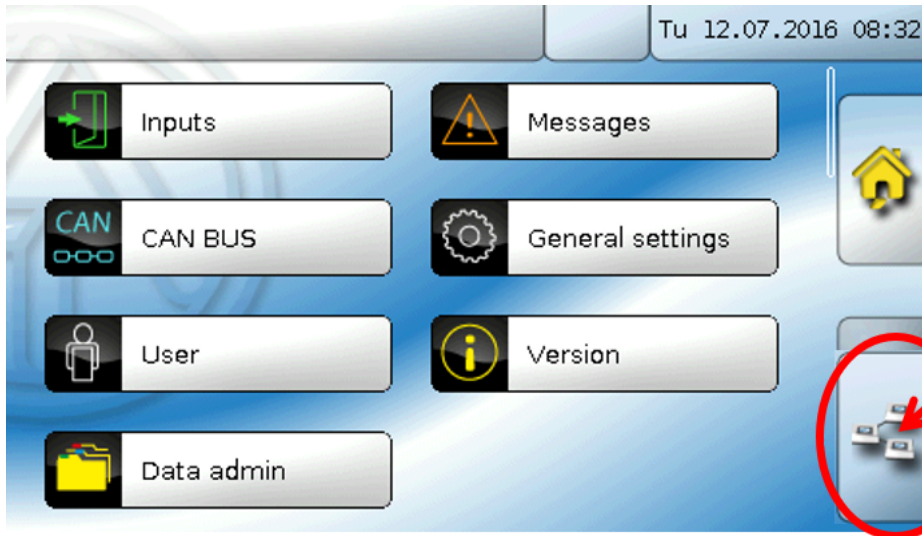 Tu 12.07.2016 08:32
Inputs
Messages
CAN
CAN BUS
General settings
User
Version
Data admin